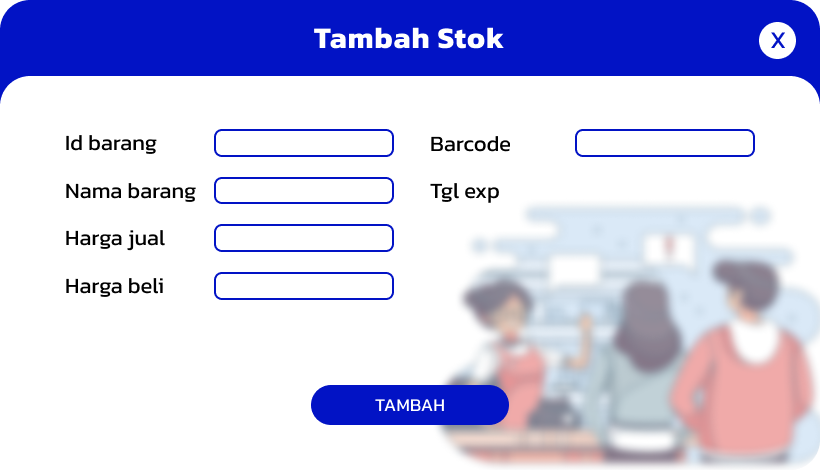 Tambah Stok
X
Id barang
Barcode
Nama barang
Tgl exp
Harga jual
Harga beli
TAMBAH